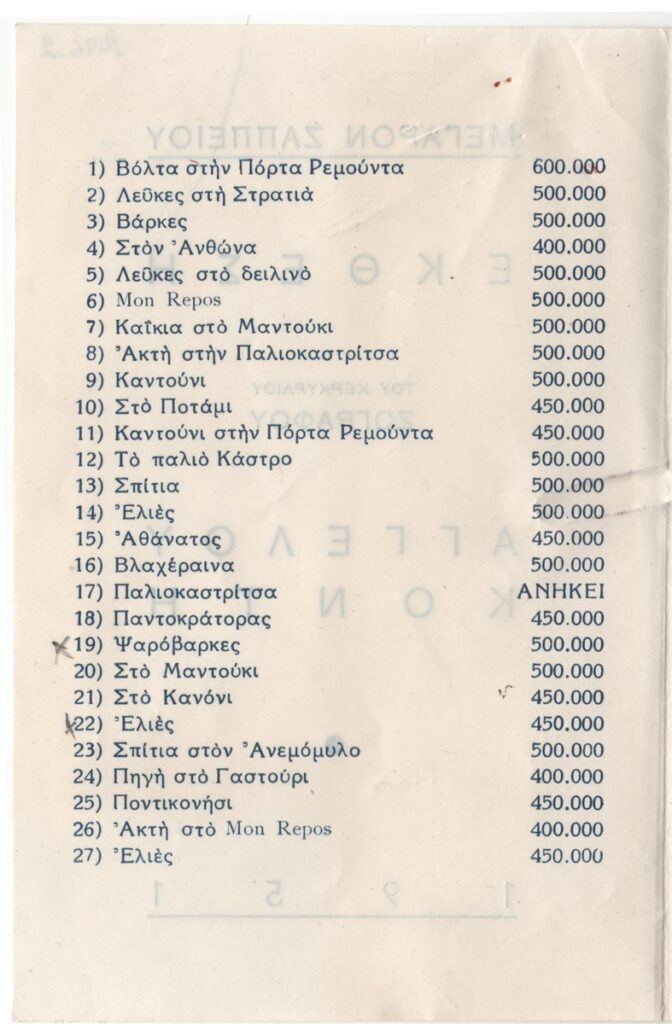 1) Βόλτα στὴν Πόρτα Ρεμούντα 600.000
2) Λεῦκες στὴ Στρατιὰ 500.000
3) Βάρκες 500.000
4) Στὸν Ἀνθώνα 400.000
5) Λεῦκες στὸ δειλινὸ 500.000
6) Mon Repos 500.000
7) Καΐκια στὸ Μαντούκι 500.000
8) Ἀκτὴ στὴν Παλιοκαστρίτσα 500.000
9) Καντούνι 500.000
10) Στὸ Ποτάμι 450.000
11) Καντούνι στὴν Πόρτα Ρεμούντα 450.000
12) Τὸ παλιὸ Κάστρο 500.000
13) Σπίτια 500.000
14) Ἐλιὲς 500.000
15) Ἀθάνατος 450.000
16) Βλαχέραινα 500.000
17) Παλιοκαστρίτσα ΑΝΗΚΕΙ
18) Παντοκράτορας 450.000
19) Ψαρόβαρκες 500.000
20) Στὸ Μαντούκι 500.000
21) Στὸ Κανόνι 450.000
22) Ἐλιὲς 450.000
23) Σπίτια στὸν Ἀνεμόμυλο 500.000
24) Πηγὴ στὸ Γαστούρι 400.000
25) Ποντικονήσι 450.000
26) Ἀκτὴ στὸ Mon Repos 400.000
27) Ἐλιὲς 450.000